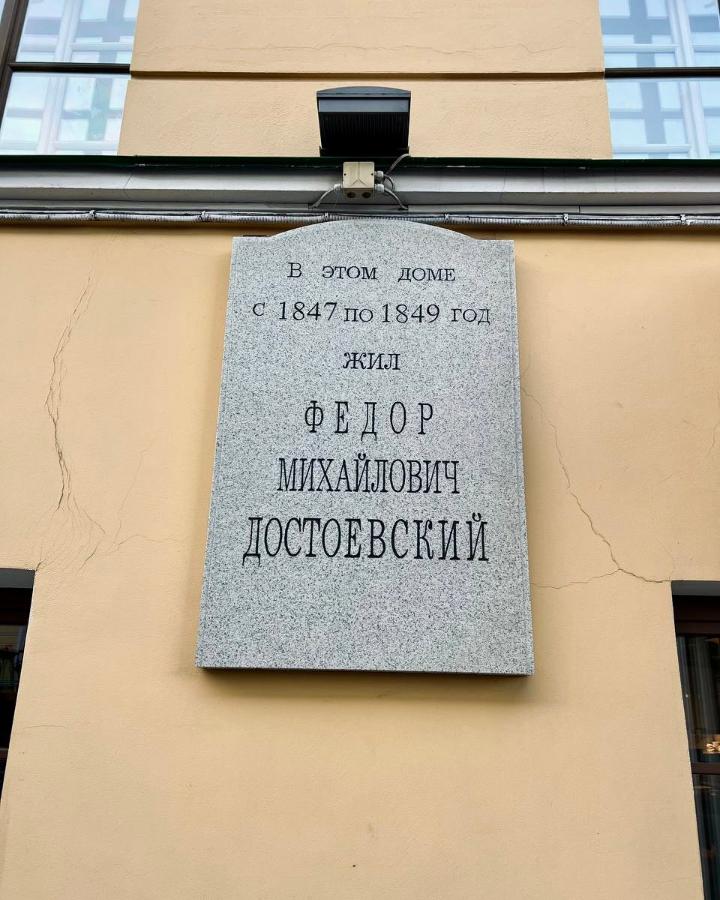 В ЭТОМ ДОМЕ
С 1847 ПО 1849 ГОД
ЖИЛ
ФЕДОР
МИХАЙЛОВИЧ
ДОСТОЕВСКИЙ